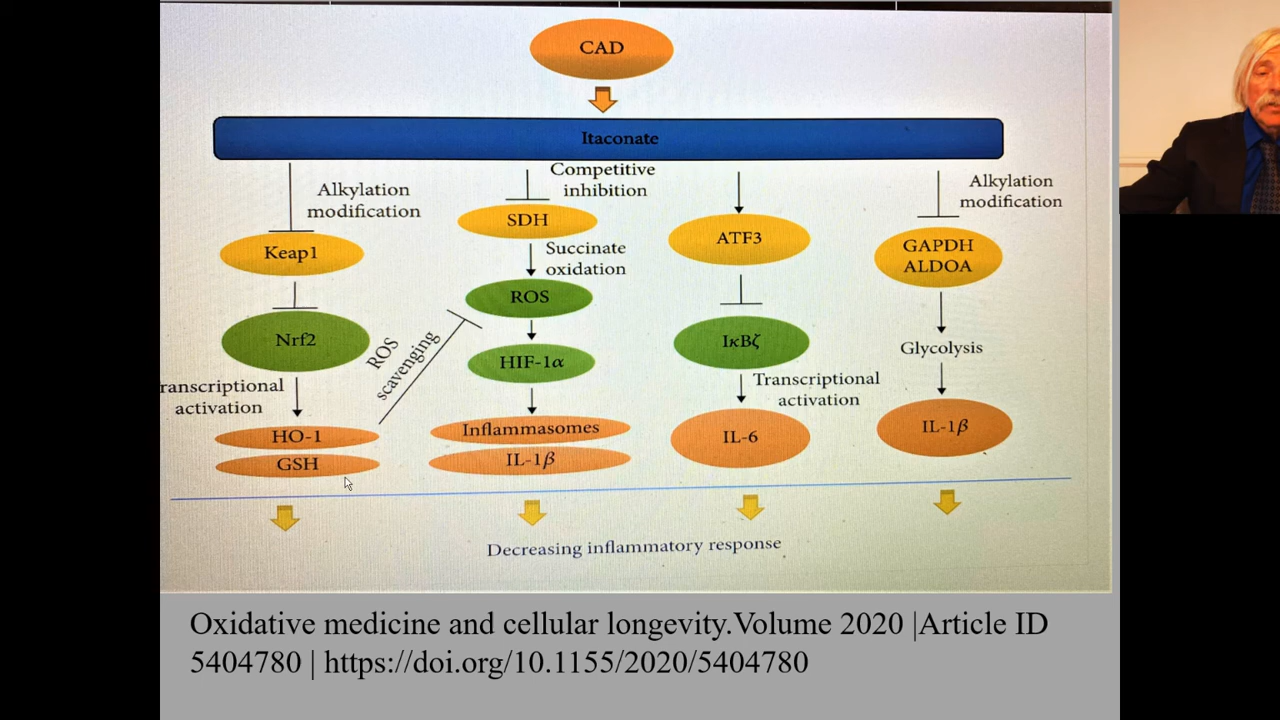 CAD
Itaconate
Alkylation
modification
Competitive
inhibition
Alkylation
modification
Keap1
SDH
ATF3
GAPDH
ALDOA
Succinate
oxidation
Nrf2
ROS
IκBζ
Glycolysis
ROS
scavenging
HIF-1α
ranscriptional
activation
Transcriptional
activation
HO-1
GSH
Inflammasomes
IL-1β
IL-6
IL-1β
Decreasing inflammatory response
Oxidative medicine and cellular longevity.Volume 2020 |Article ID
5404780 | https://doi.org/10.1155/2020/5404780